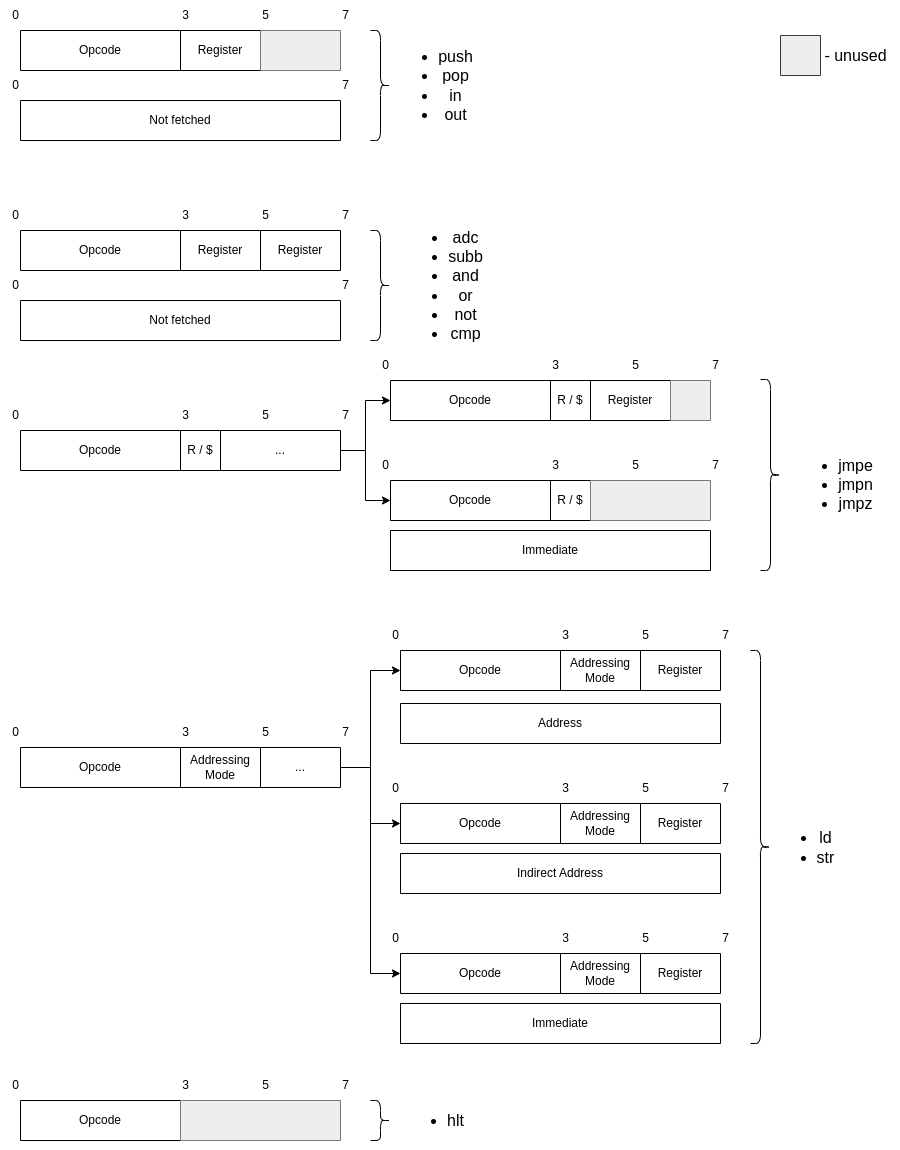 0 3 5 7
Opcode Register
- unused
• push
• pop
• in
• out
0 7
Not fetched
0 3 5 7
Opcode Register Register
• adc
• subb
• and
• or
• not
• cmp
0 7
Not fetched
0 3 5 7
Opcode R / $ ...
0 3 5 7
Opcode R / $ Register
0 3 5 7
Opcode R / $
Immediate
• jmpe
• jmpn
• jmpz
0 3 5 7
Opcode Addressing Mode ...
0 3 5 7
Opcode Addressing Mode Register
Address
0 3 5 7
Opcode Addressing Mode Register
Indirect Address
0 3 5 7
Opcode Addressing Mode Register
Immediate
• ld
• str
0 3 5 7
Opcode
• hlt